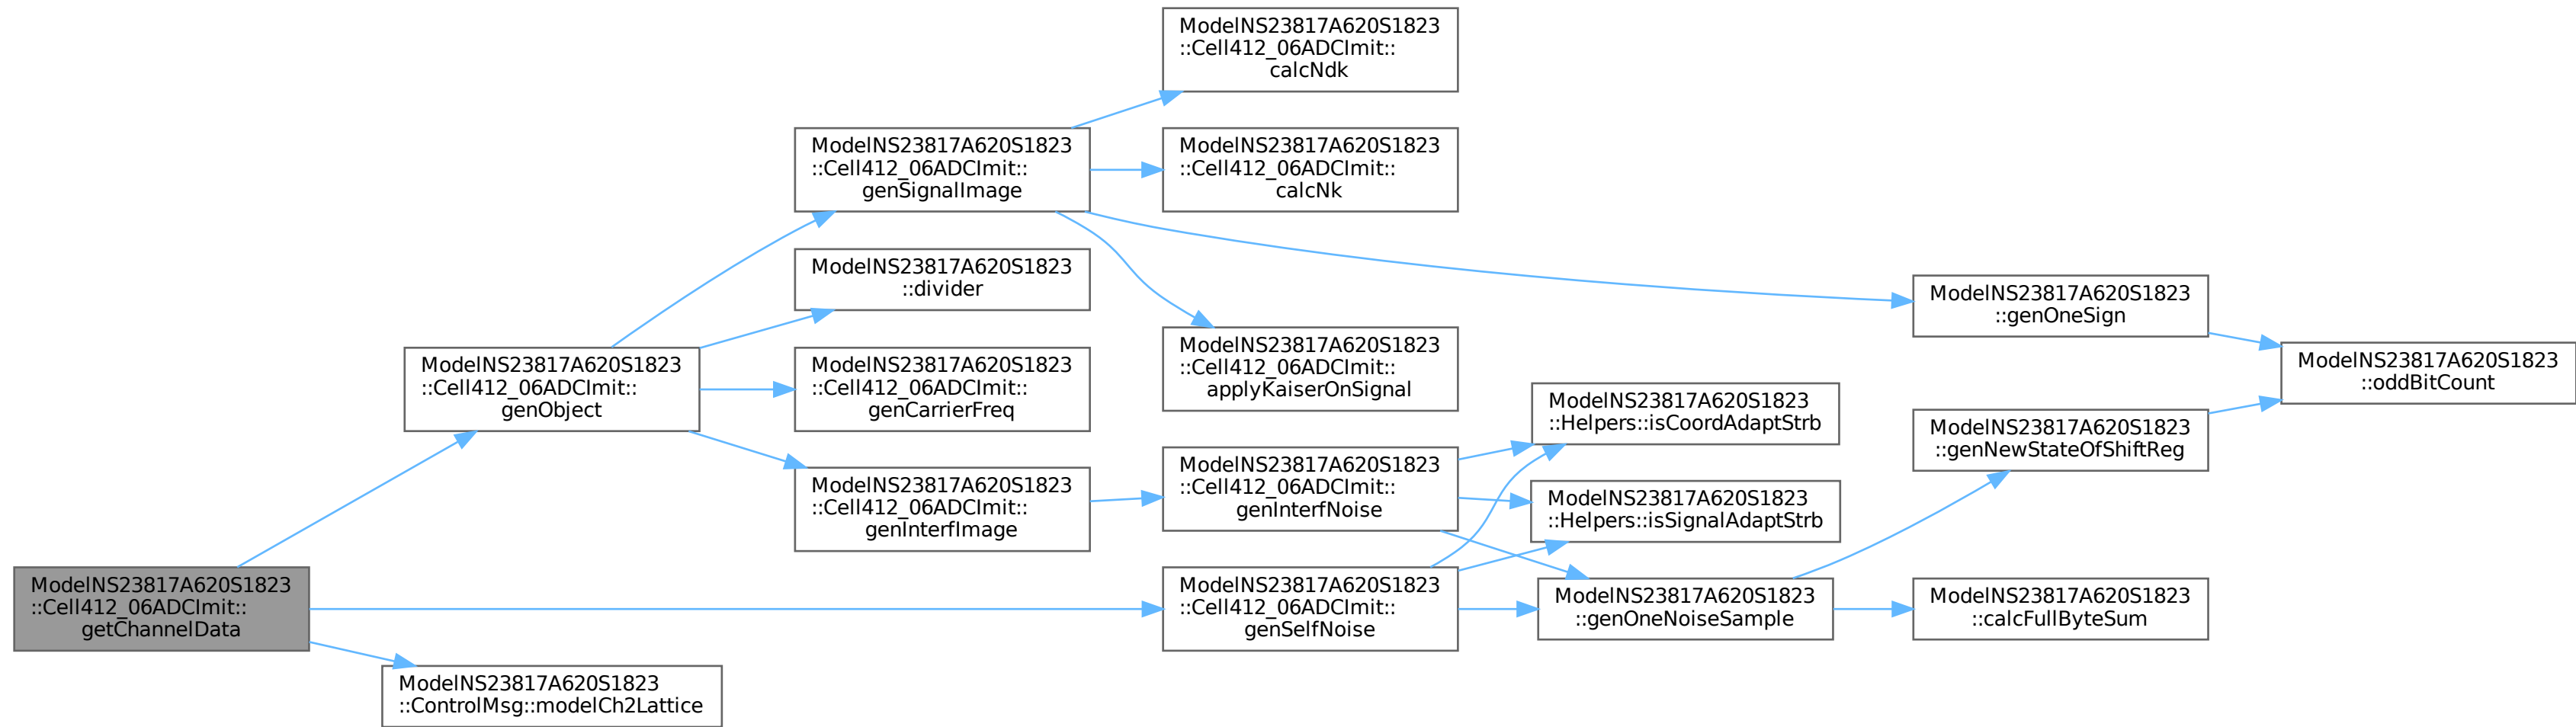 ModelNS23817A620S1823
::Cell412_06ADCImit::
getChannelData
ModelNS23817A620S1823
::Cell412_06ADCImit::
genObject
ModelNS23817A620S1823
::Cell412_06ADCImit::
genSignalImage
ModelNS23817A620S1823
::Cell412_06ADCImit::
calcNdk
ModelNS23817A620S1823
::Cell412_06ADCImit::
calcNk
ModelNS23817A620S1823
::Cell412_06ADCImit::
applyKaiserOnSignal
ModelNS23817A620S1823
::genOneSign
ModelNS23817A620S1823
::oddBitCount
ModelNS23817A620S1823
::divider
ModelNS23817A620S1823
::Cell412_06ADCImit::
genCarrierFreq
ModelNS23817A620S1823
::Cell412_06ADCImit::
genInterfImage
ModelNS23817A620S1823
::Cell412_06ADCImit::
genInterfNoise
ModelNS23817A620S1823
::Helpers::isCoordAdaptStrb
ModelNS23817A620S1823
::Helpers::isSignalAdaptStrb
ModelNS23817A620S1823
::genOneNoiseSample
ModelNS23817A620S1823
::genNewStateOfShiftReg
ModelNS23817A620S1823
::calcFullByteSum
ModelNS23817A620S1823
::Cell412_06ADCImit::
genSelfNoise
ModelNS23817A620S1823
::ControlMsg::modelCh2Lattice